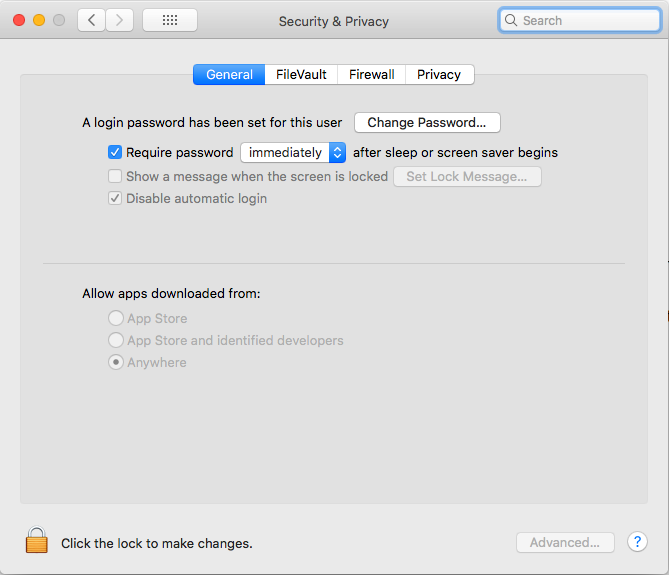 Security & Privacy
Search
General FileVault Firewall Privacy
A login password has been set for this user Change Password...
Require password immediately after sleep or screen saver begins
Show a message when the screen is locked Set Lock Message...
Disable automatic login
Allow apps downloaded from:
App Store
App Store and identified developers
Anywhere
Click the lock to make changes.
Advanced... ?